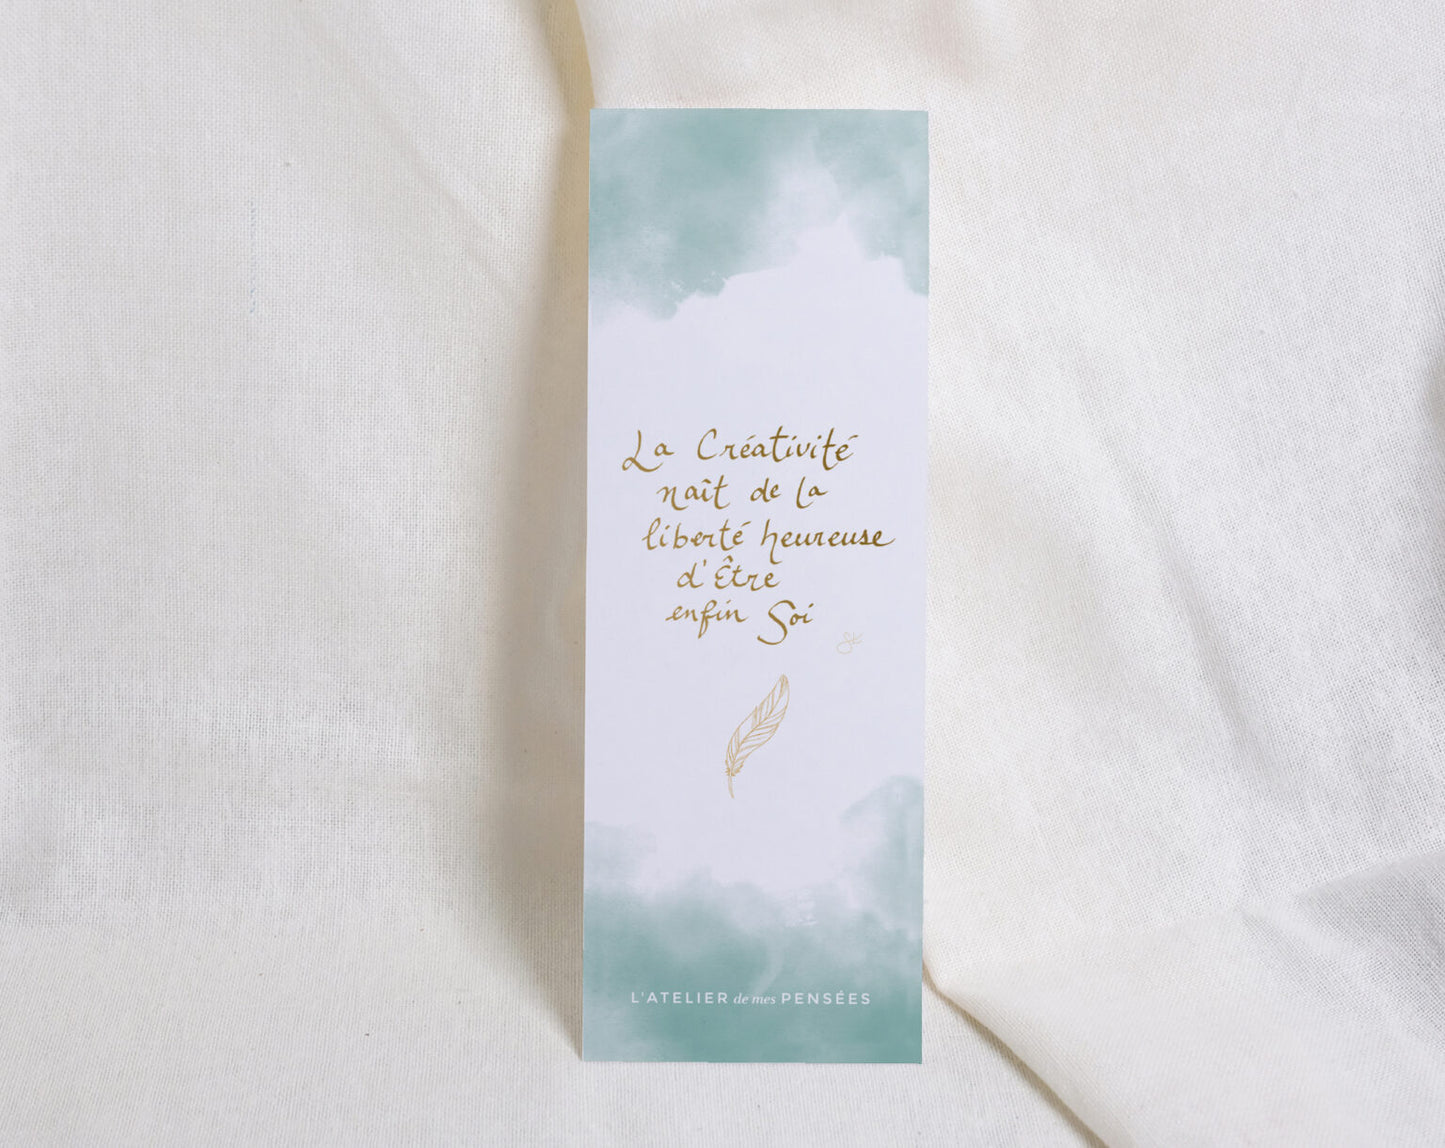 La Créativité
naît de la
liberté heureuse
d'Être
enfin Soi
L'ATELIER de mes PENSÉES